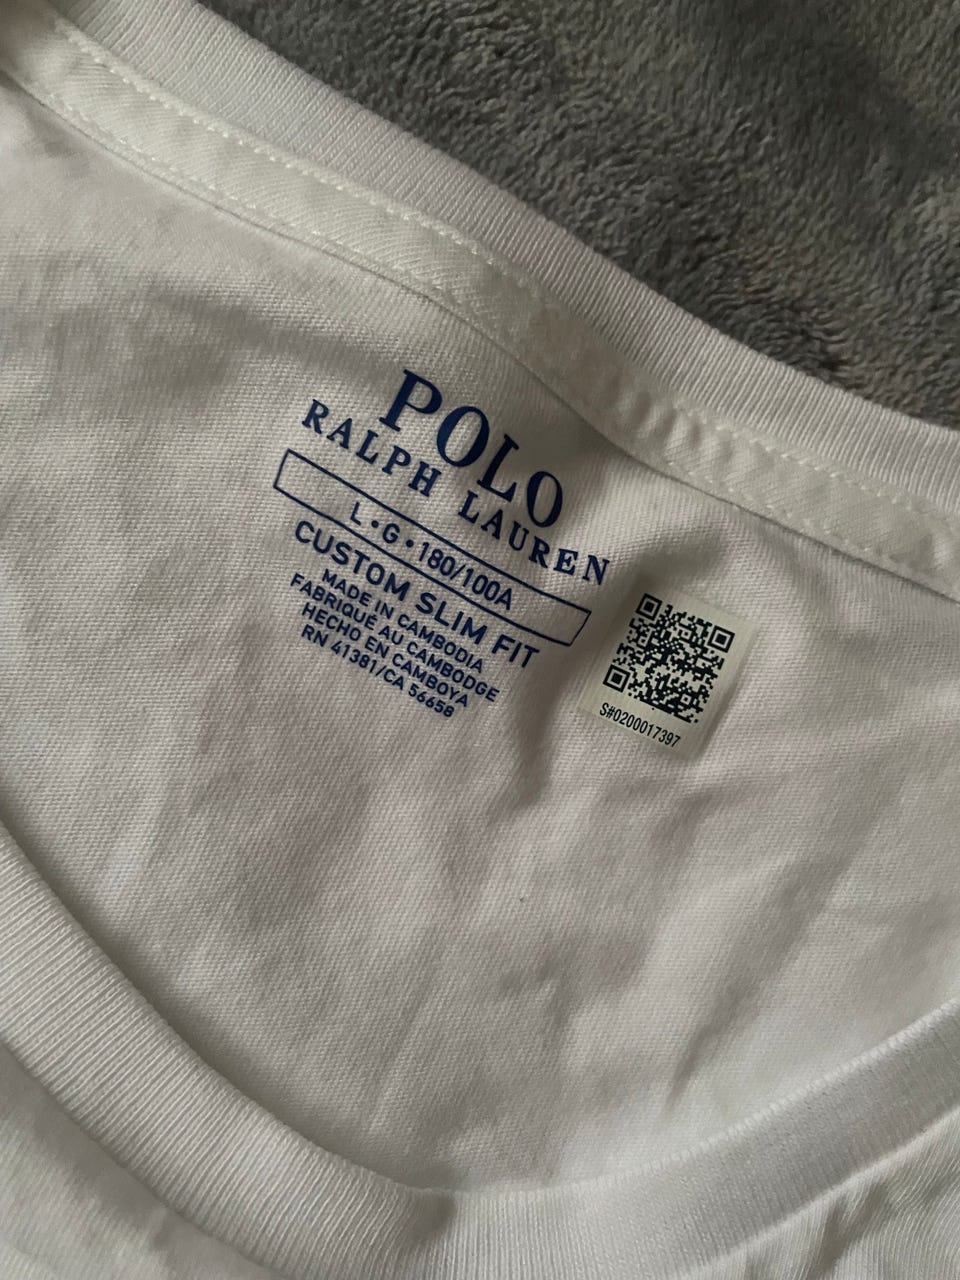 POLO
RALPH LAUREN
L•G•180/100A
CUSTOM SLIM FIT
MADE IN CAMBODIA
FABRIQUÉ AU CAMBODGE
HECHO EN CAMBOYA
RN 41381/CA 56658
S#0200017397